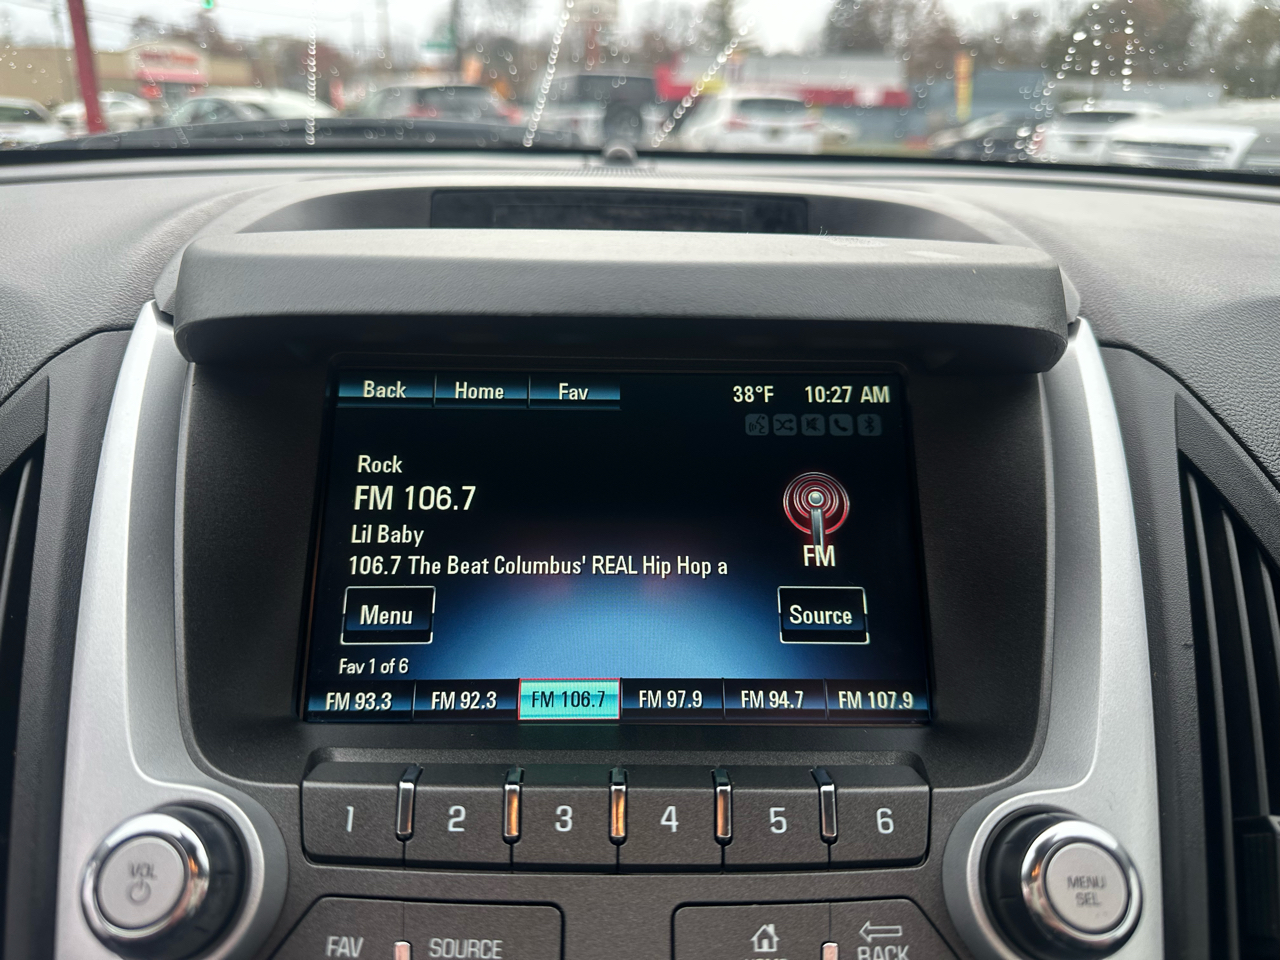 Back Home Fav 38°F 10:27 AM
Rock
FM 106.7
Lil Baby
106.7 The Beat Columbus' REAL Hip Hop a
FM
Menu Source
Fav 1 of 6
FM 93.3 FM 92.3 FM 106.7 FM 97.9 FM 94.7 FM 107.9
1 2 3 4 5 6
VOL MENU
SEL
FAV SOURCE HOME BACK